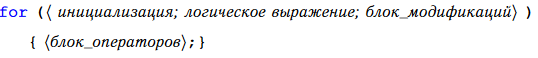 for (⟨ инициализация; логическое выражение; блок_модификаций⟩ )
{ ⟨блок_операторов⟩;}